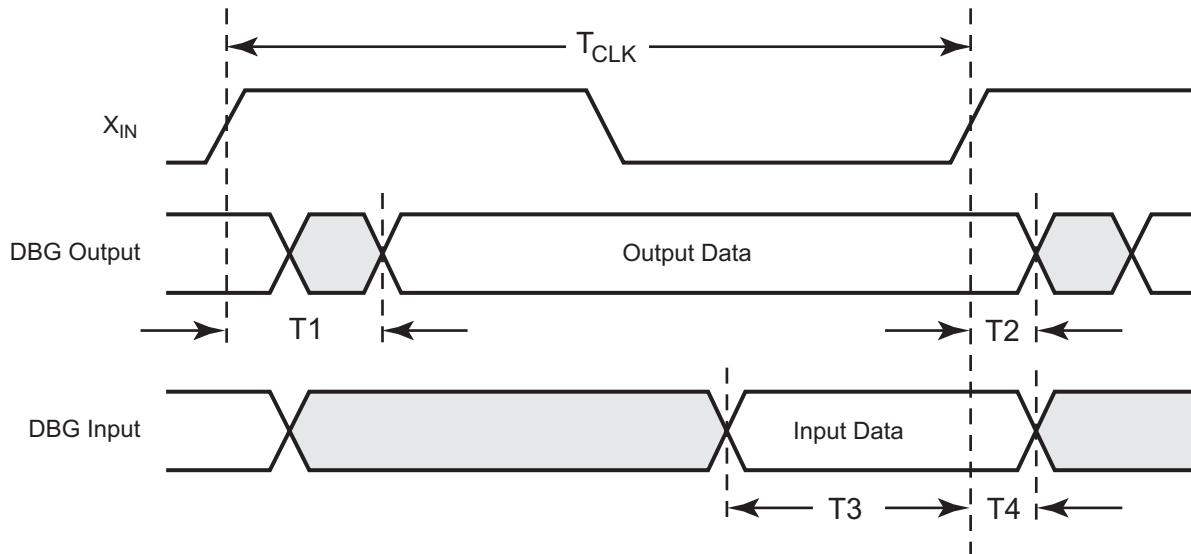 T_CLK
X_IN
DBG Output
Output Data
T1
T2
DBG Input
Input Data
T3
T4